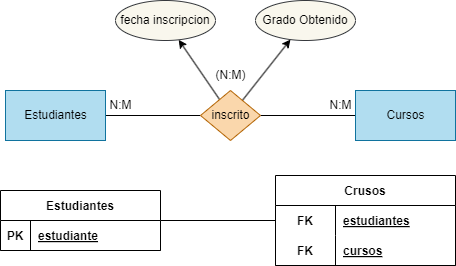 fecha inscripcion
Grado Obtenido
(N:M)
Estudiantes
N:M
inscrito
N:M
Cursos
Estudiantes
PK estudiante
Crusos
FK estudiantes
FK cursos